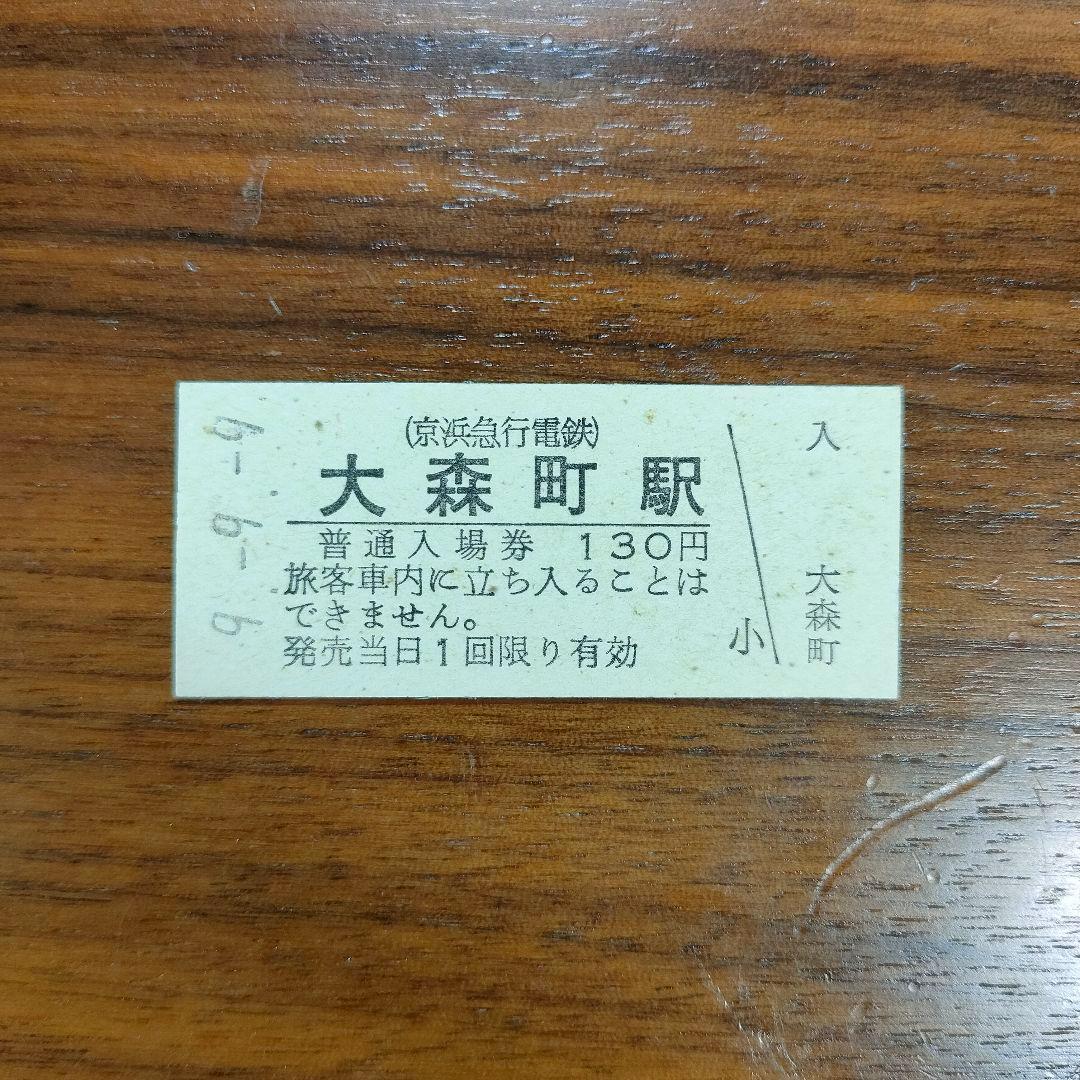 9.-9.-9
(京浜急行電鉄)
大森町駅
普通入場券 130円
旅客車内に立ち入ることは
できません。
発売当日1回限り有効
小
入
大森町